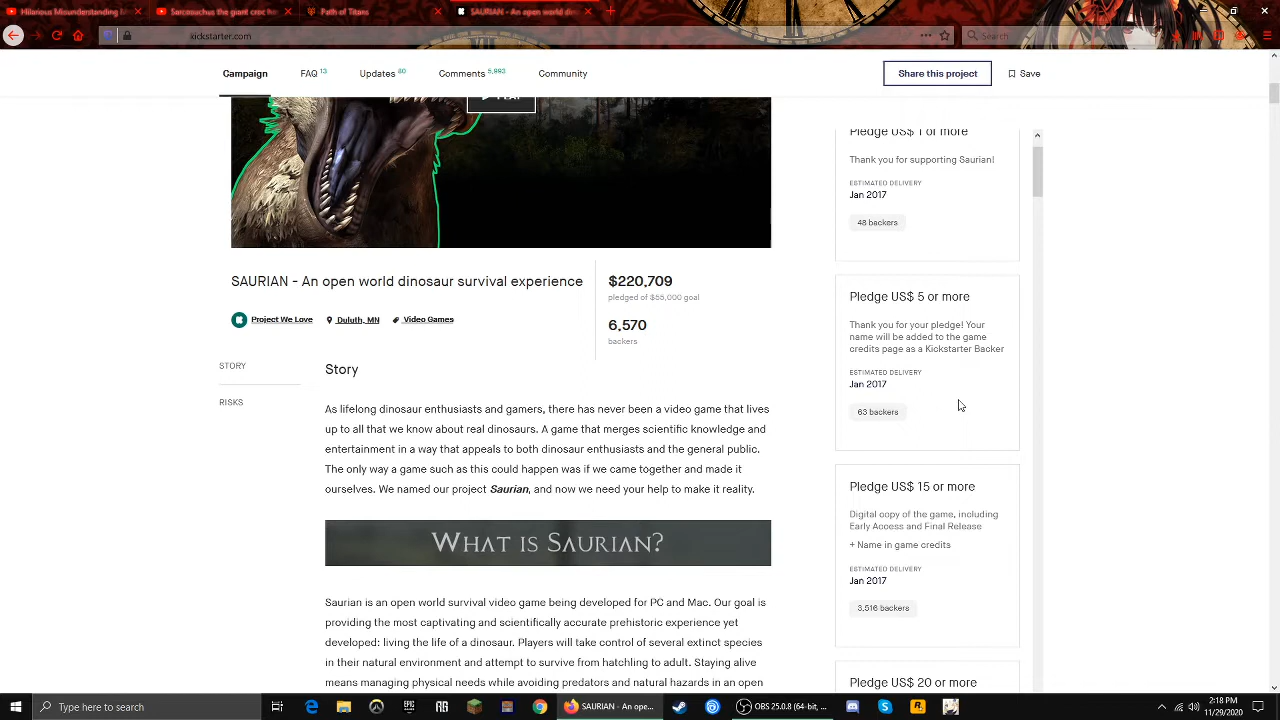 Hilarious Misunderstanding
Sarcosuchus the giant croc
Path of Titans
SAURIAN - An open world di
kickstarter.com
Search
Campaign
FAQ 13
Updates 80
Comments 5,993
Community
Share this project
Save
SAURIAN - An open world dinosaur survival experience
Project We Love
Duluth, MN
Video Games
$220,709
pledged of $55,000 goal
6,570
backers
STORY
RISKS
Story
As lifelong dinosaur enthusiasts and gamers, there has never been a video game that lives
up to all that we know about real dinosaurs. A game that merges scientific knowledge and
entertainment in a way that appeals to both dinosaur enthusiasts and the general public.
The only way a game such as this could happen was if we came together and made it
ourselves. We named our project Saurian, and now we need your help to make it reality.
WHAT IS SAURIAN?
Saurian is an open world survival video game being developed for PC and Mac. Our goal is
providing the most captivating and scientifically accurate prehistoric experience yet
developed: living the life of a dinosaur. Players will take control of several extinct species
in their natural environment and attempt to survive from hatchling to adult. Staying alive
means managing physical needs while avoiding predators and natural hazards in an open
Pledge US$ 1 or more
Thank you for supporting Saurian!
ESTIMATED DELIVERY
Jan 2017
48 backers
Pledge US$ 5 or more
Thank you for your pledge! Your
name will be added to the game
credits page as a Kickstarter Backer
ESTIMATED DELIVERY
Jan 2017
63 backers
Pledge US$ 15 or more
Digital copy of the game, including
Early Access and Final Release
+ Name in game credits
ESTIMATED DELIVERY
Jan 2017
3,516 backers
Pledge US$ 20 or more
Type here to search
EPIC GAMES
RG
SAURIAN - An ope...
OBS 25.0.8 (64-bit, ...
2:18 PM
11/29/2020